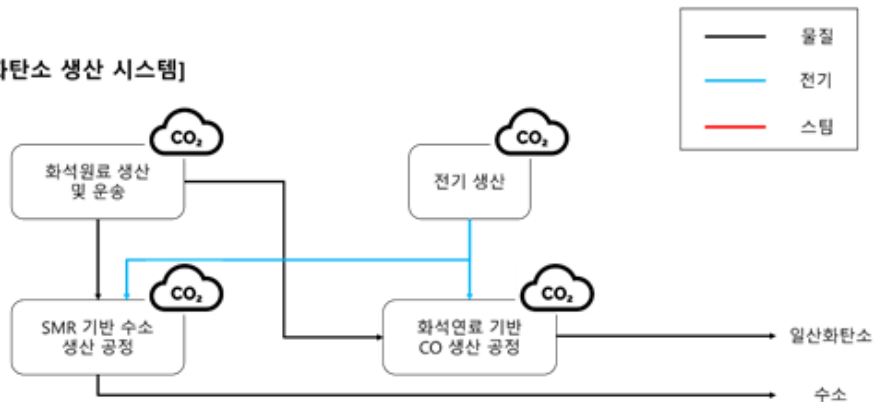 물질
전기
스팀
탄소 생산 시스템]
CO₂
CO₂
화석원료 생산
및 운송
전기 생산
CO₂
CO₂
SMR 기반 수소
생산 공정
화석연료 기반
CO 생산 공정
일산화탄소
수소